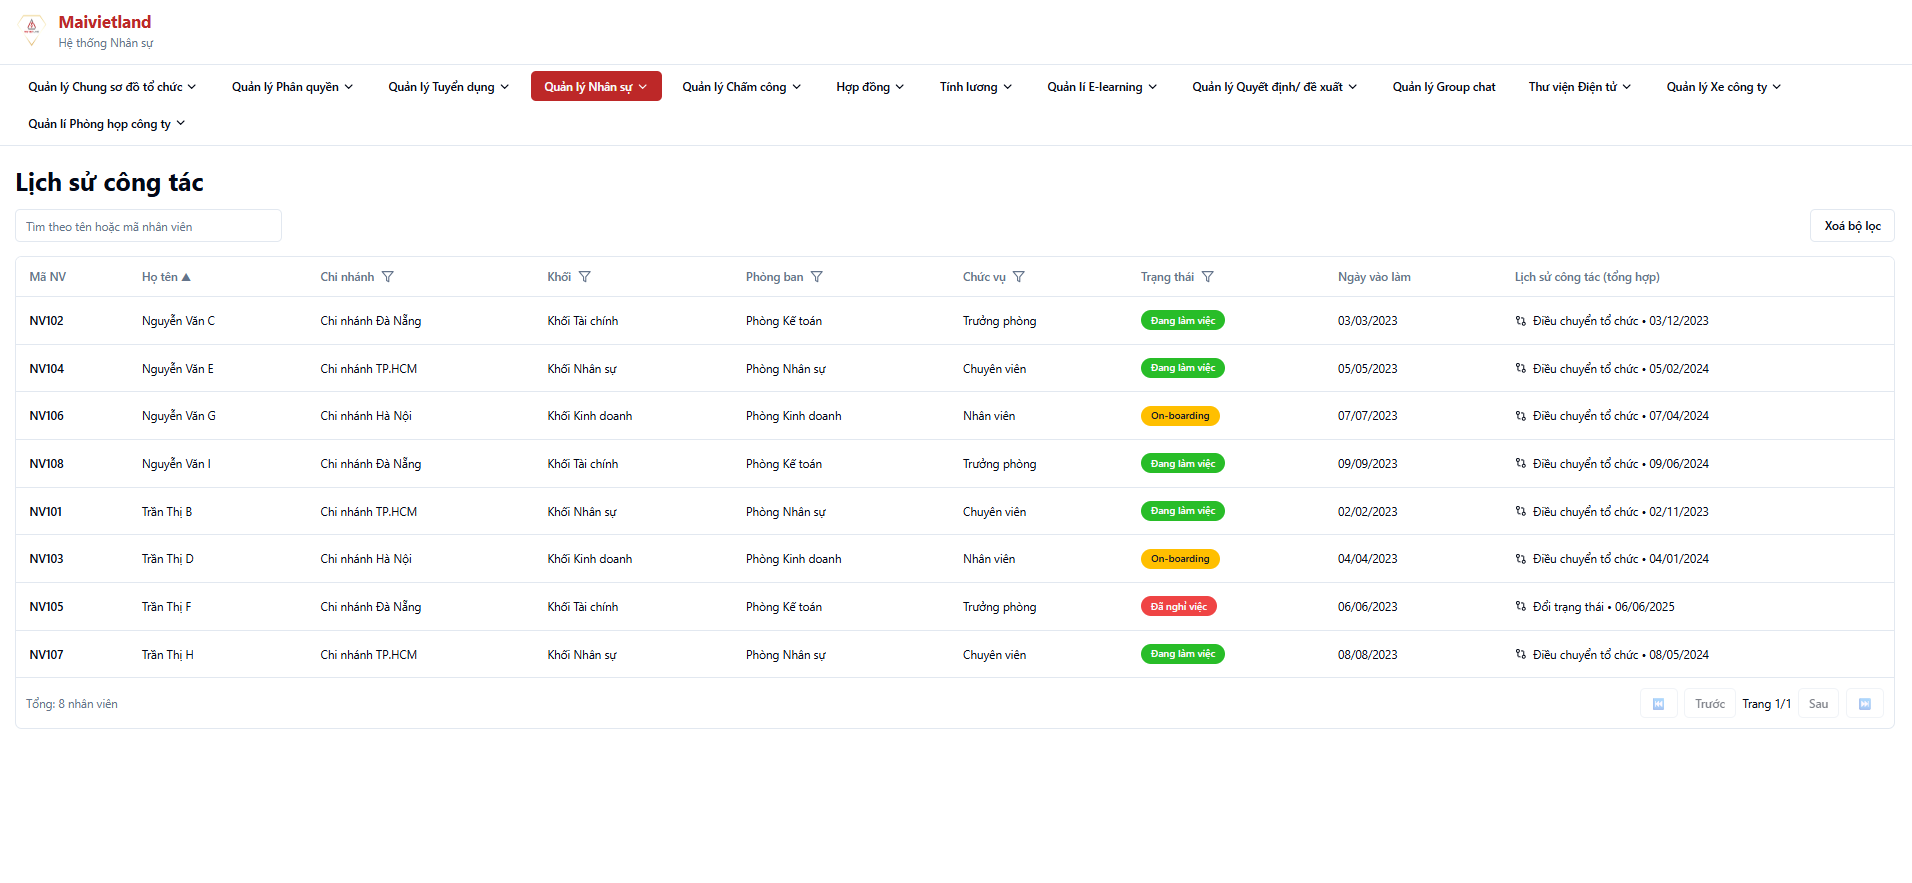 Maivietland
Hệ thống Nhân sự
Quản lý Chung sơ đồ tổ chức Quản lý Phân quyền Quản lý Tuyển dụng Quản lý Nhân sự Quản lý Chấm công Hợp đồng Tính lương Quản lí E-learning Quản lý Quyết định/ đề xuất Quản lý Group chat Thư viện Điện tử Quản lý Xe công ty
Quản lí Phòng họp công ty
Lịch sử công tác
Tìm theo tên hoặc mã nhân viên Xoá bộ lọc
Mã NV Họ tên ▲ Chi nhánh Khối Phòng ban Chức vụ Trạng thái Ngày vào làm Lịch sử công tác (tổng hợp)
NV102 Nguyễn Văn C Chi nhánh Đà Nẵng Khối Tài chính Phòng Kế toán Trưởng phòng Đang làm việc 03/03/2023 Điều chuyển tổ chức • 03/12/2023
NV104 Nguyễn Văn E Chi nhánh TP.HCM Khối Nhân sự Phòng Nhân sự Chuyên viên Đang làm việc 05/05/2023 Điều chuyển tổ chức • 05/02/2024
NV106 Nguyễn Văn G Chi nhánh Hà Nội Khối Kinh doanh Phòng Kinh doanh Nhân viên On-boarding 07/07/2023 Điều chuyển tổ chức • 07/04/2024
NV108 Nguyễn Văn I Chi nhánh Đà Nẵng Khối Tài chính Phòng Kế toán Trưởng phòng Đang làm việc 09/09/2023 Điều chuyển tổ chức • 09/06/2024
NV101 Trần Thị B Chi nhánh TP.HCM Khối Nhân sự Phòng Nhân sự Chuyên viên Đang làm việc 02/02/2023 Điều chuyển tổ chức • 02/11/2023
NV103 Trần Thị D Chi nhánh Hà Nội Khối Kinh doanh Phòng Kinh doanh Nhân viên On-boarding 04/04/2023 Điều chuyển tổ chức • 04/01/2024
NV105 Trần Thị F Chi nhánh Đà Nẵng Khối Tài chính Phòng Kế toán Trưởng phòng Đã nghỉ việc 06/06/2023 Đổi trạng thái • 06/06/2025
NV107 Trần Thị H Chi nhánh TP.HCM Khối Nhân sự Phòng Nhân sự Chuyên viên Đang làm việc 08/08/2023 Điều chuyển tổ chức • 08/05/2024
Tổng: 8 nhân viên Trước Trang 1/1 Sau